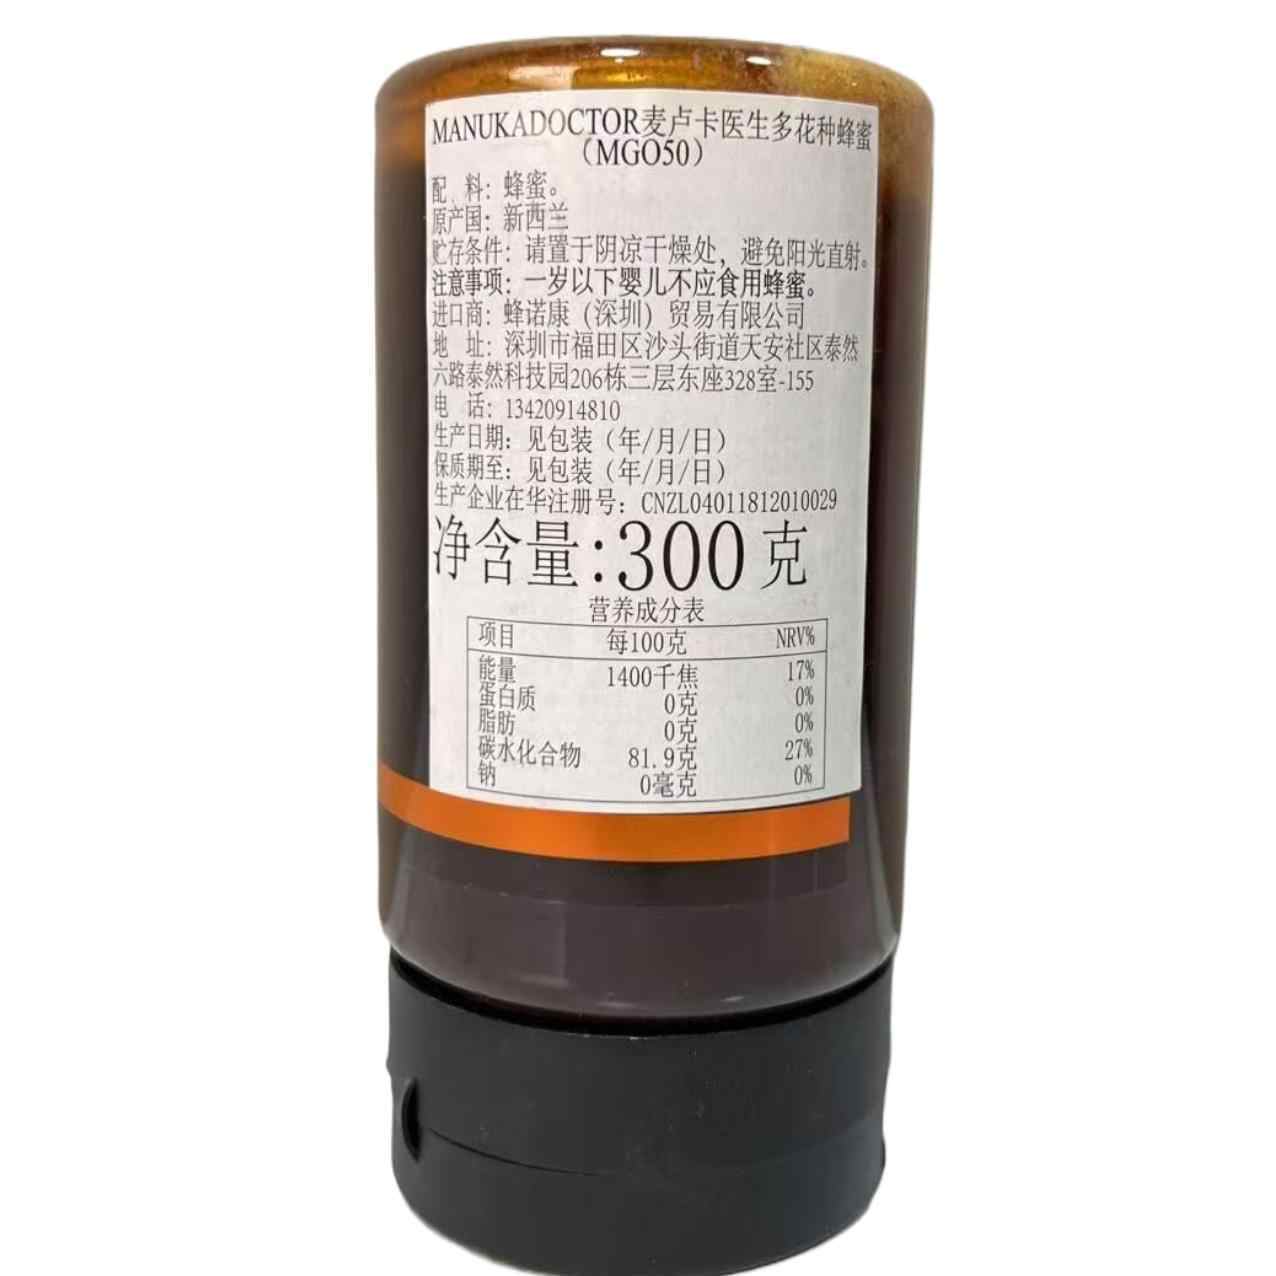 MANUKADOCTOR麦卢卡医生多花种蜂蜜
（MGO50）
配 料：蜂蜜。
原产国：新西兰
贮存条件：请置于阴凉干燥处，避免阳光直射。
注意事项：一岁以下婴儿不应食用蜂蜜。
进口商：蜂诺康（深圳）贸易有限公司
地 址：深圳市福田区沙头街道天安社区泰然
六路泰然科技园206栋三层东座328室-155
电 话：13420914810
生产日期：见包装（年/月/日）
保质期至：见包装（年/月/日）
生产企业在华注册号：CNZL04011812010029
净含量:300克
营养成分表
项目 每100克 NRV%
能量 1400千焦 17%
蛋白质 0克 0%
脂肪 0克 0%
碳水化合物 81.9克 27%
钠 0毫克 0%